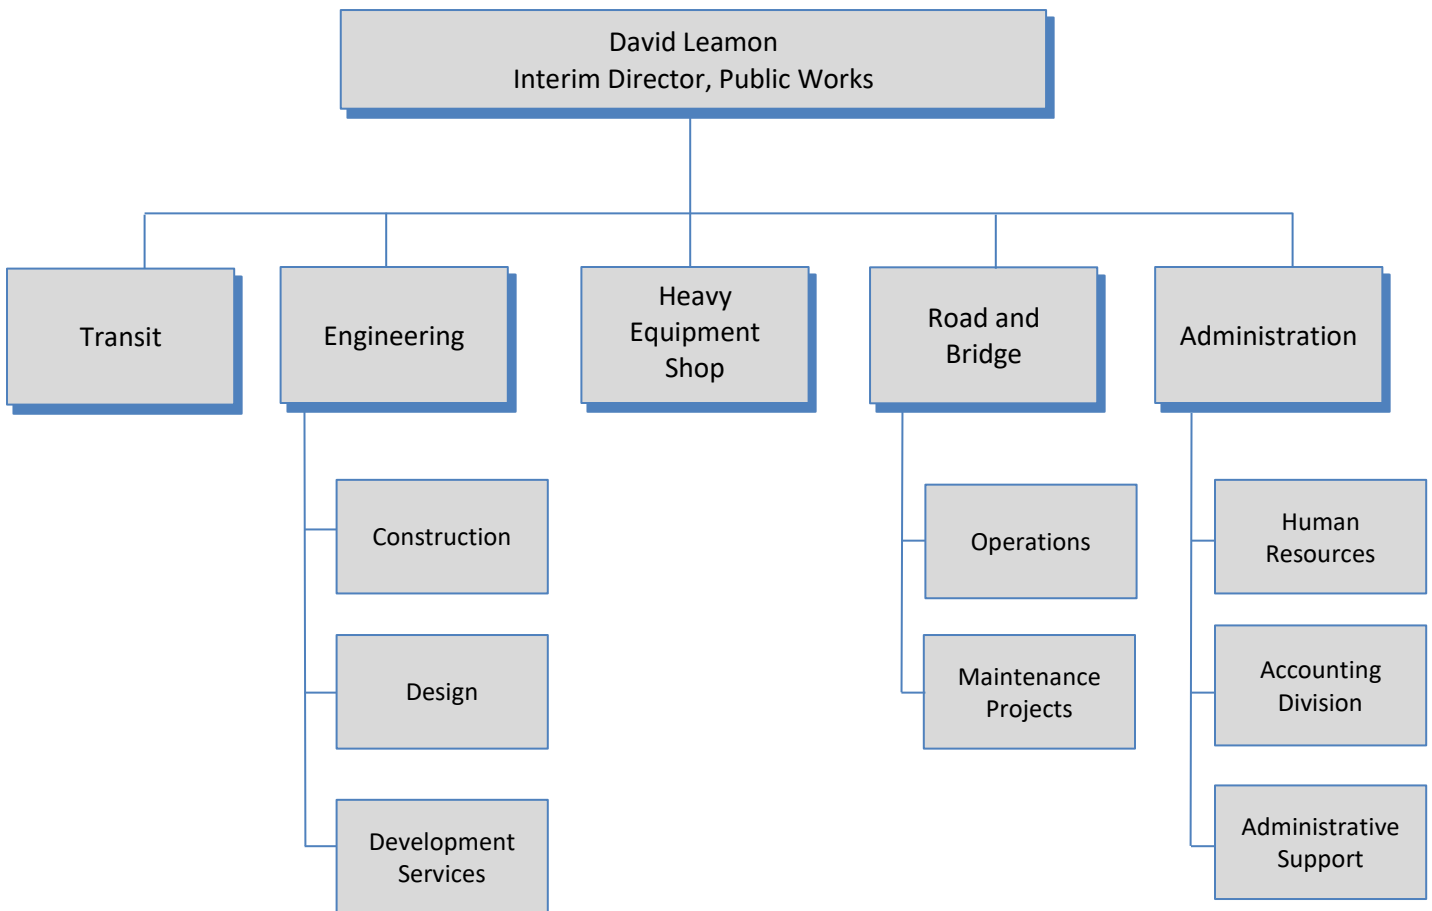 David Leamon
Interim Director, Public Works
Transit
Engineering
Heavy
Equipment
Shop
Road and
Bridge
Administration
Construction
Design
Development
Services
Operations
Maintenance
Projects
Human
Resources
Accounting
Division
Administrative
Support